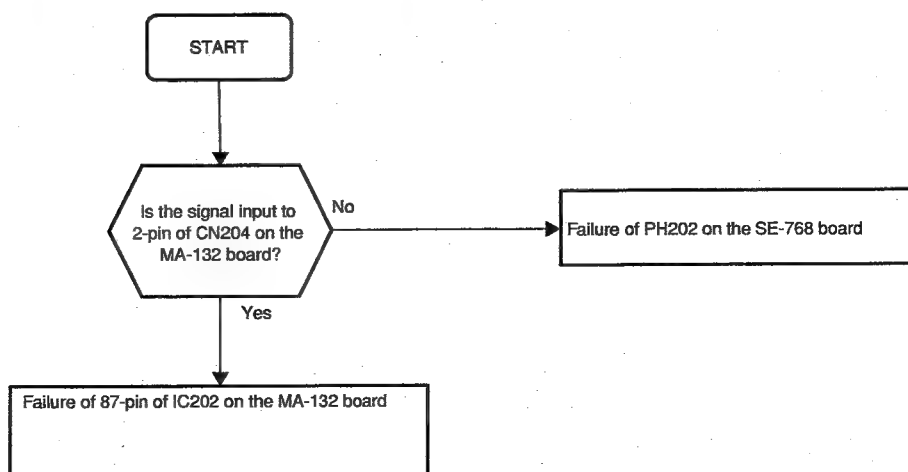 START
Is the signal input to
2-pin of CN204 on the
MA-132 board?
No
Failure of PH202 on the SE-768 board
Yes
Failure of 87-pin of IC202 on the MA-132 board